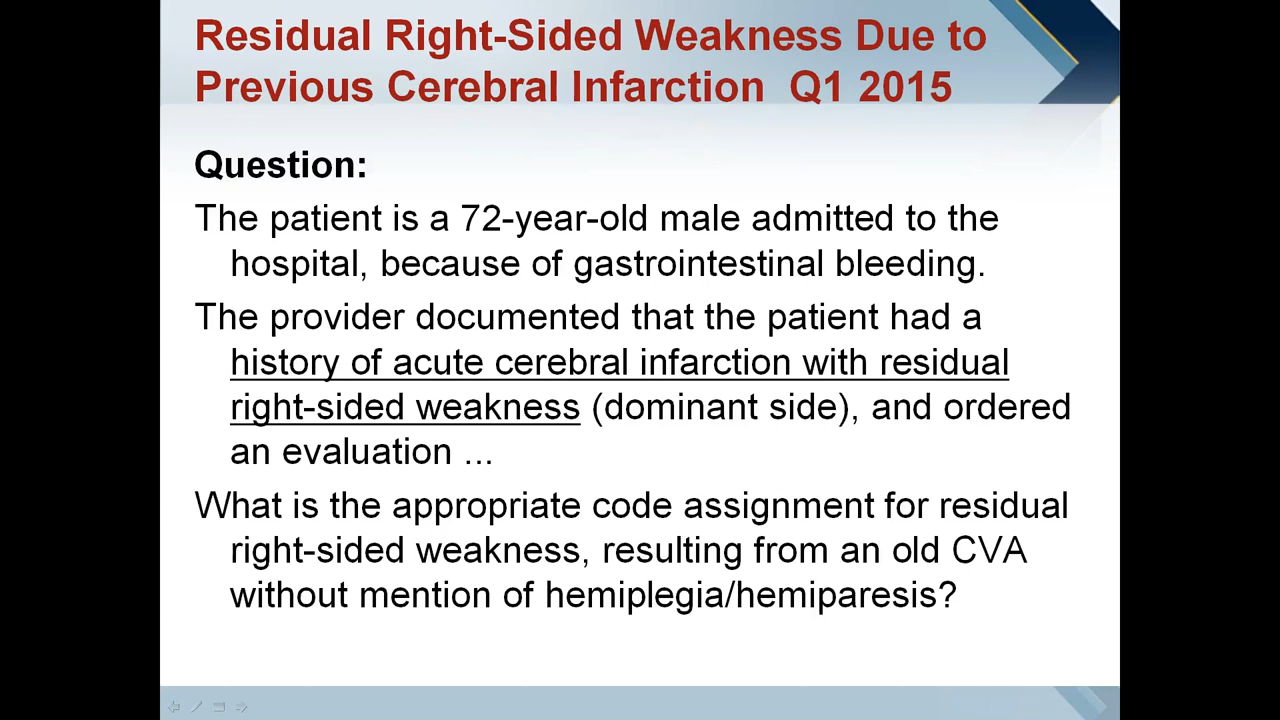 Residual Right-Sided Weakness Due to
Previous Cerebral Infarction Q1 2015
Question:
The patient is a 72-year-old male admitted to the
hospital, because of gastrointestinal bleeding.
The provider documented that the patient had a
history of acute cerebral infarction with residual
right-sided weakness (dominant side), and ordered
an evaluation ...
What is the appropriate code assignment for residual
right-sided weakness, resulting from an old CVA
without mention of hemiplegia/hemiparesis?